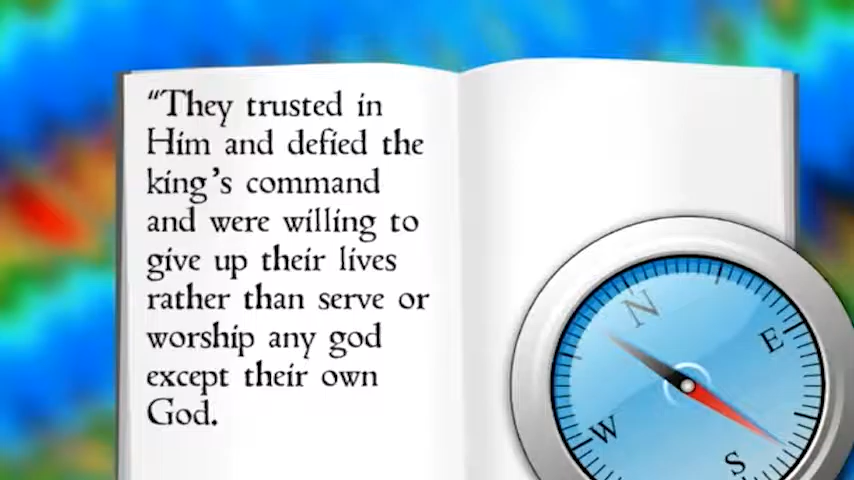 “They trusted in
Him and defied the
king’s command
and were willing to
give up their lives
rather than serve or
worship any god
except their own
God.
N
E
W
S